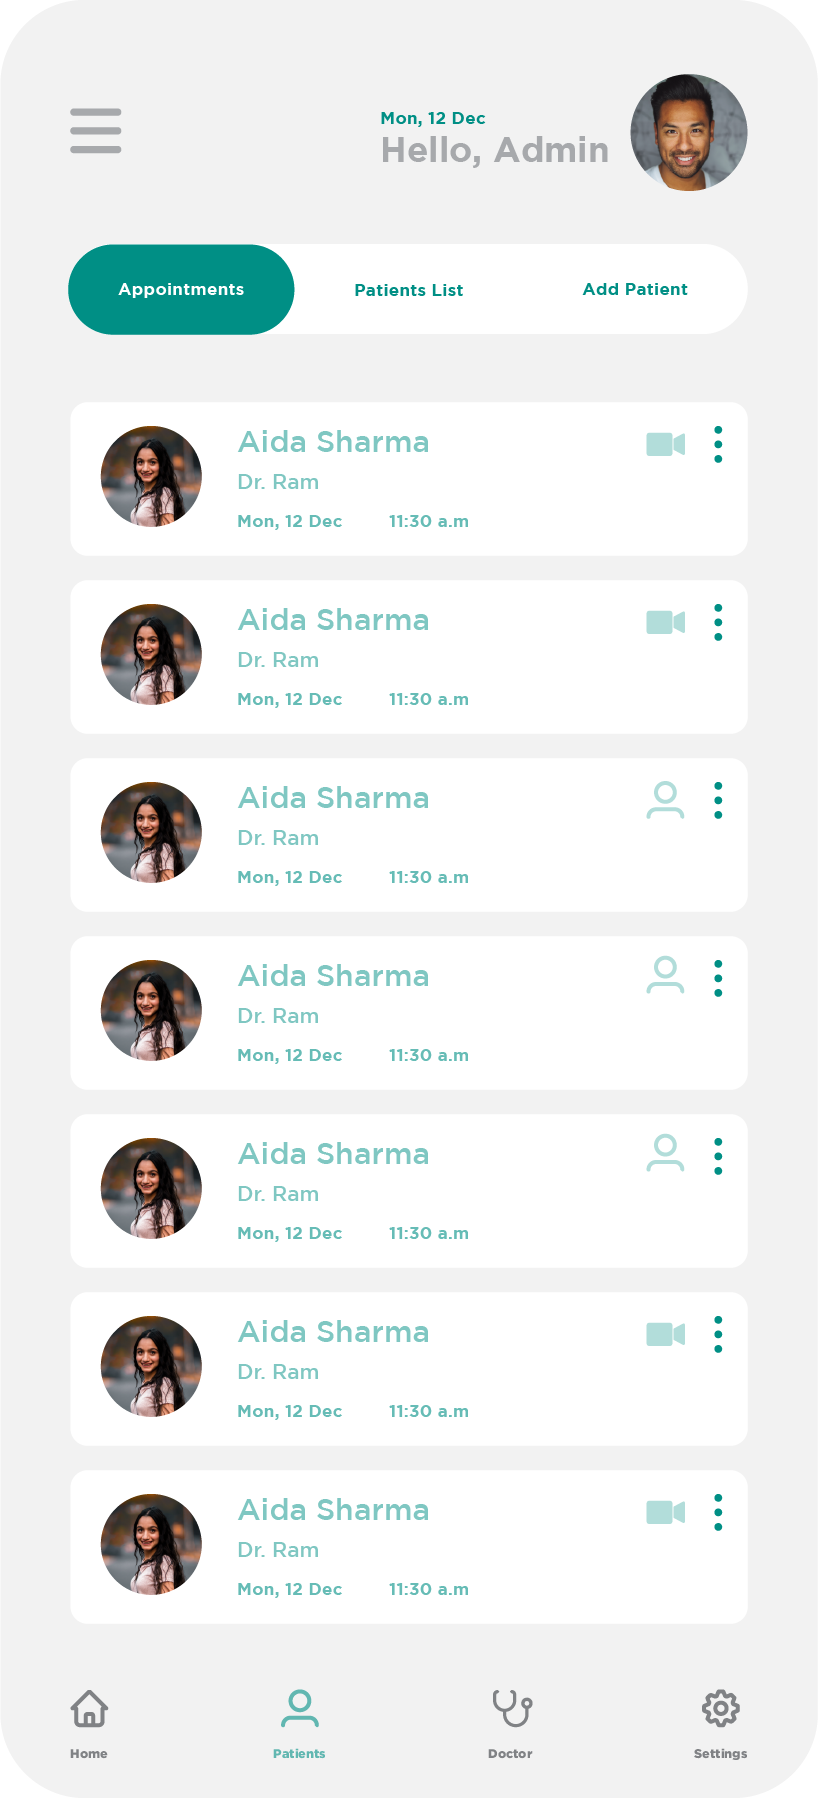 Mon, 12 Dec
Hello, Admin
Appointments Patients List Add Patient
Aida Sharma
Dr. Ram
Mon, 12 Dec 11:30 a.m
Aida Sharma
Dr. Ram
Mon, 12 Dec 11:30 a.m
Aida Sharma
Dr. Ram
Mon, 12 Dec 11:30 a.m
Aida Sharma
Dr. Ram
Mon, 12 Dec 11:30 a.m
Aida Sharma
Dr. Ram
Mon, 12 Dec 11:30 a.m
Aida Sharma
Dr. Ram
Mon, 12 Dec 11:30 a.m
Aida Sharma
Dr. Ram
Mon, 12 Dec 11:30 a.m
Home Patients Doctor Settings